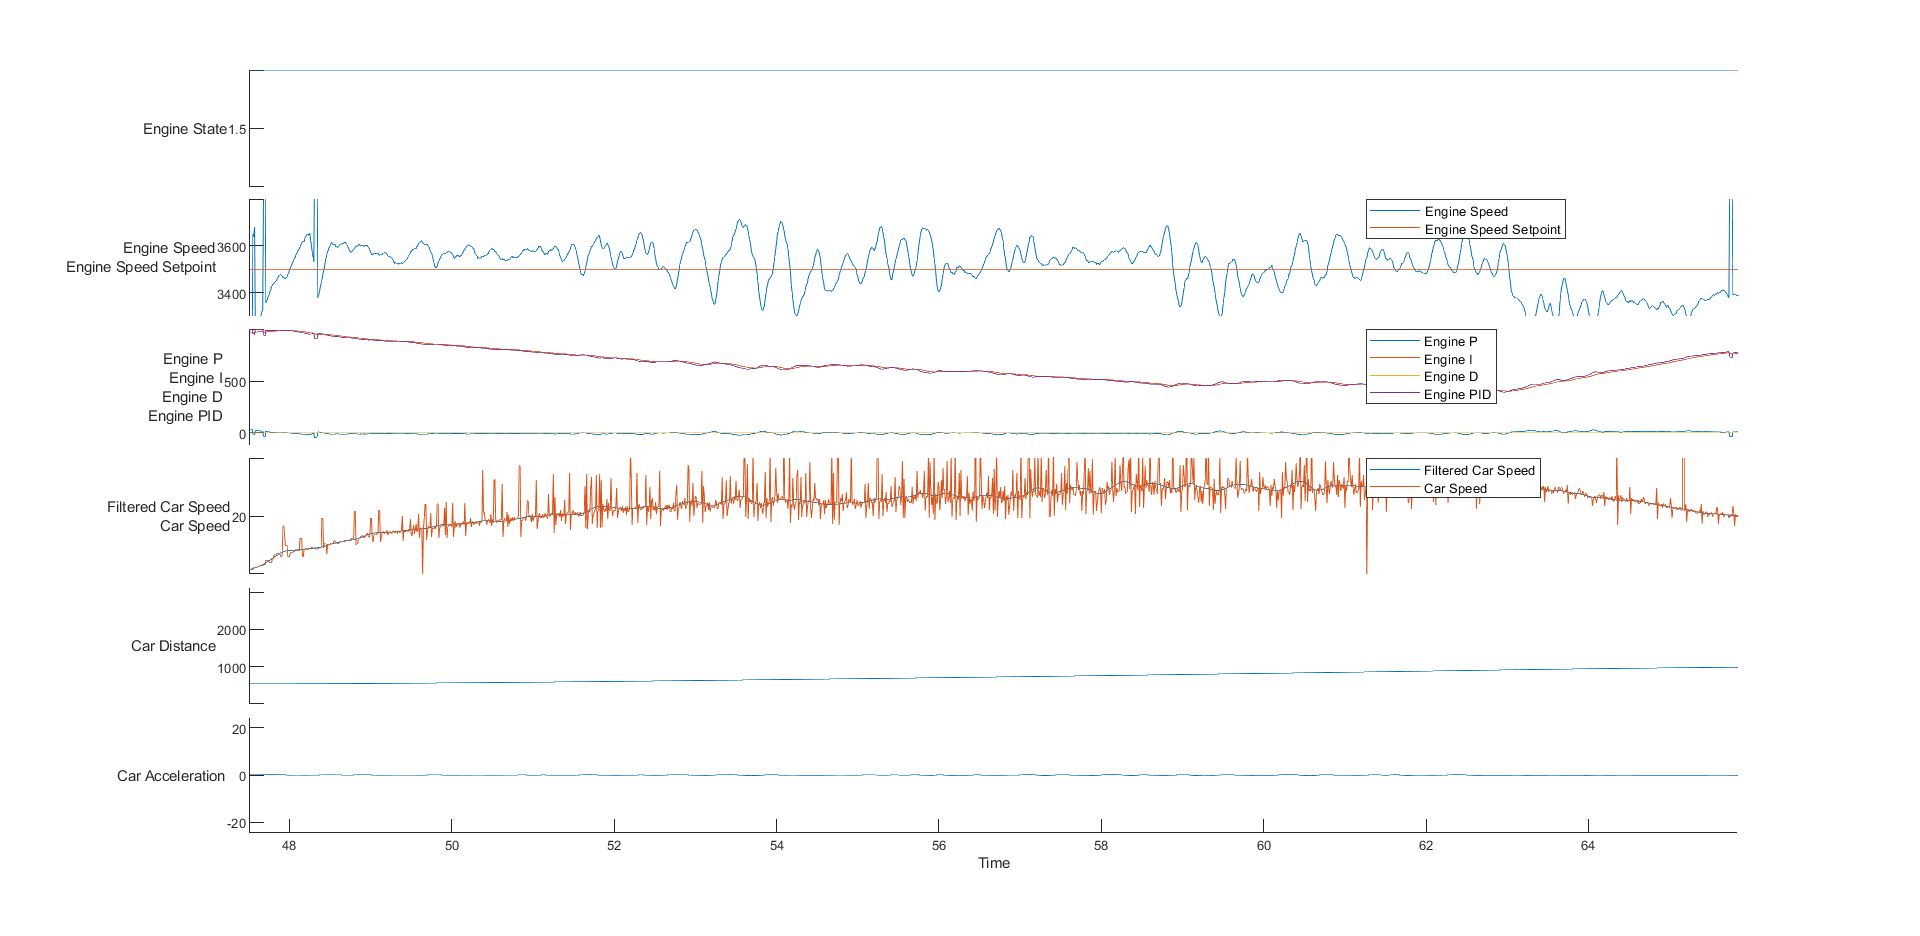 Engine State
1.5
Engine Speed
Engine Speed Setpoint
3600
3400
Engine Speed
Engine Speed Setpoint
Engine P
Engine I
Engine D
Engine PID
500
0
Engine P
Engine I
Engine D
Engine PID
Filtered Car Speed
Car Speed
20
Filtered Car Speed
Car Speed
Car Distance
2000
1000
Car Acceleration
20
0
-20
48 50 52 54 56 58 60 62 64
Time